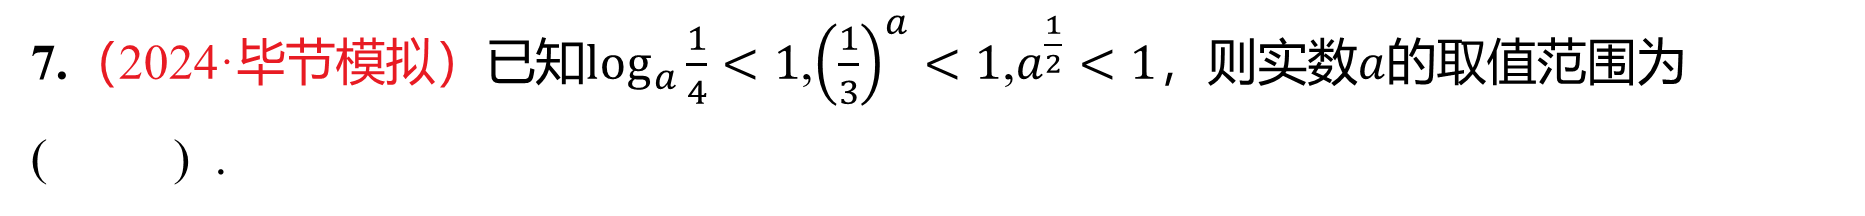 7.（2024·毕节模拟）已知logₐ 1/4 < 1,(1/3)^a < 1,a^(1/2) < 1，则实数a的取值范围为
(　　).